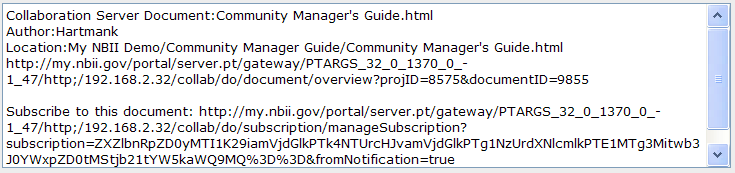 Collaboration Server Document:Community Manager's Guide.html
Author:Hartmank
Location:My NBII Demo/Community Manager Guide/Community Manager's Guide.html
http://my.nbii.gov/portal/server.pt/gateway/PTARGS_32_0_1370_0_-
1_47/http;/192.168.2.32/collab/do/document/overview?projID=8575&documentID=9855
Subscribe to this document: http://my.nbii.gov/portal/server.pt/gateway/PTARGS_32_0_1370_0_-
1_47/http;/192.168.2.32/collab/do/subscription/manageSubscription?
subscription=ZXZlbnRpZD0yMTI1K29iamVjdGlkPTk4NTUrcHJvamVjdGlkPTg1NzUrdXNlcmlkPTE1MTg3Mitwb3
J0YWxpZD0tMStjb21tYW5kaWQ9MQ%3D%3D&fromNotification=true